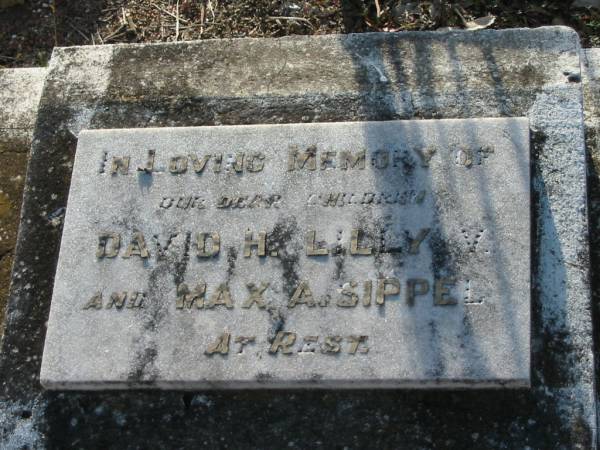 IN LOVING MEMORY OF
OUR DEAR CHILDREN
DAVID H. LILLY V.
AND MAX A. SIPPEL
AT REST.